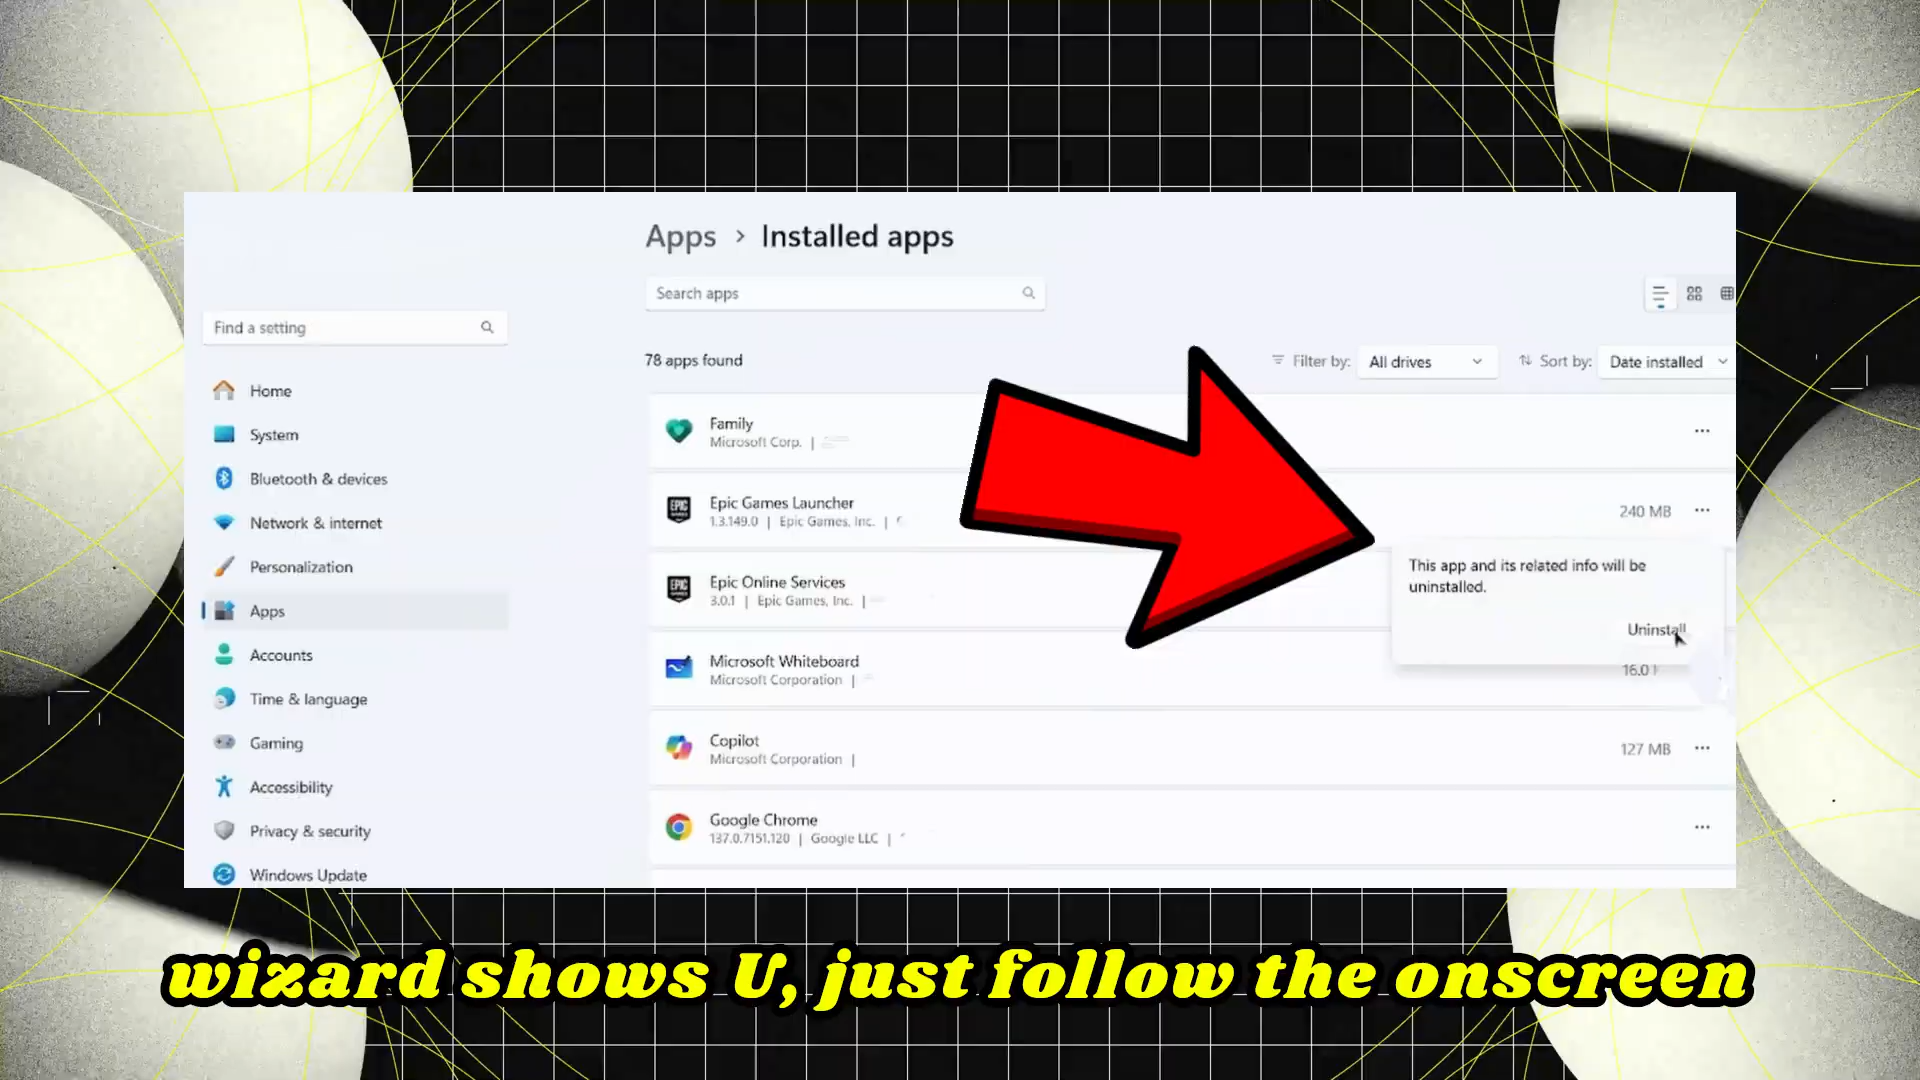 Apps > Installed apps
Search apps
Find a setting
78 apps found
Filter by: All drives
Sort by: Date installed
Home
System
Bluetooth & devices
Network & internet
Personalization
Apps
Accounts
Time & language
Gaming
Accessibility
Privacy & security
Windows Update
Family
Microsoft Corp. |
Epic Games Launcher
1.3.149.0 | Epic Games, Inc. |
240 MB
EPIC
Epic Online Services
3.0.1 | Epic Games, Inc. |
EPIC
This app and its related info will be
uninstalled.
Uninstall
Microsoft Whiteboard
Microsoft Corporation |
16.0
Copilot
Microsoft Corporation |
127 MB
Google Chrome
137.0.7151.120 | Google LLC |
wizard shows U, just follow the onscreen